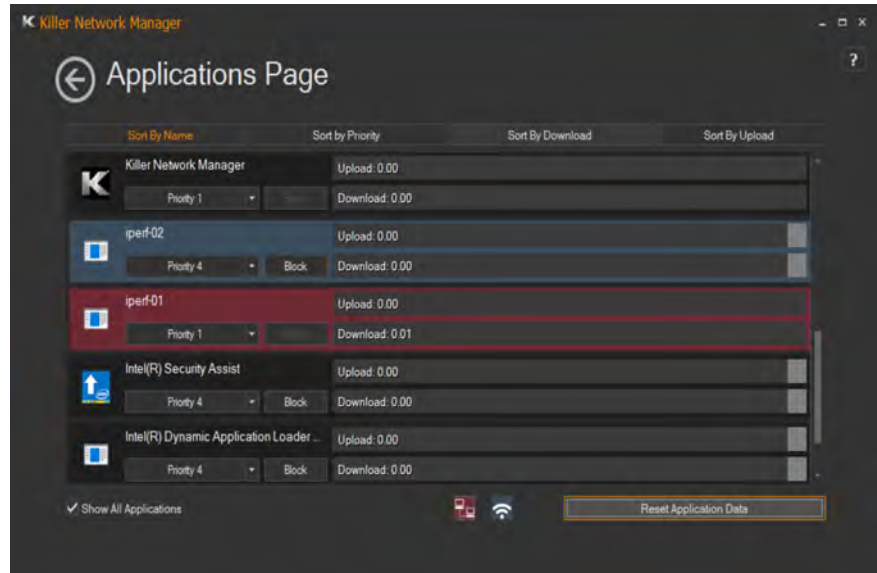 Killer Network Manager
?
Applications Page
Sort By Name Sort by Priority Sort By Download Sort By Upload
Killer Network Manager
Upload: 0.00
Priority 1
Download: 0.00
iperf-02
Upload: 0.00
Priority 4 Block
Download: 0.00
iperf-01
Upload: 0.00
Priority 1
Download: 0.01
Intel(R) Security Assist
Upload: 0.00
Priority 4 Block
Download: 0.00
Intel(R) Dynamic Application Loader ...
Upload: 0.00
Priority 4 Block
Download: 0.00
Show All Applications
Reset Application Data